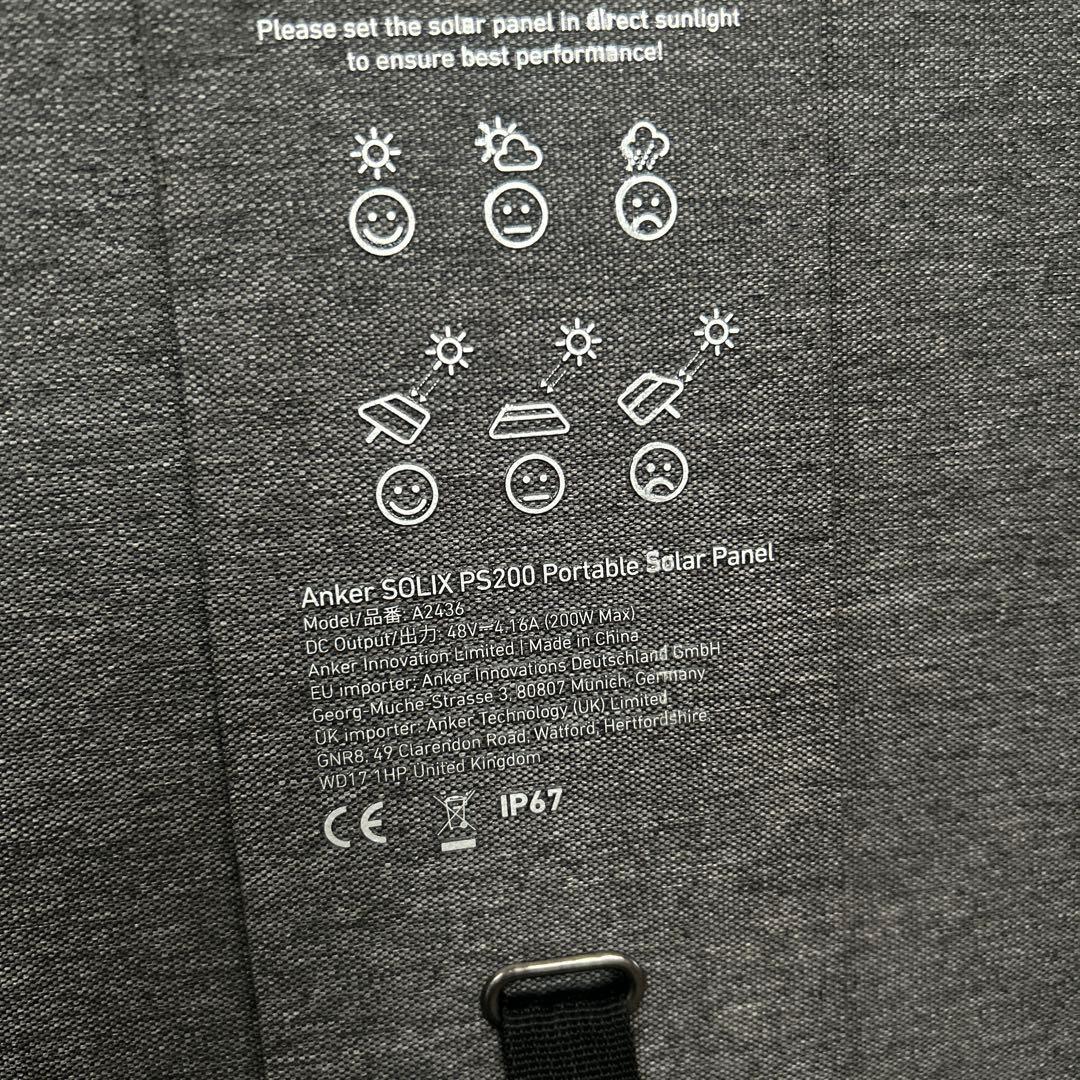 Please set the solar panel in direct sunlight
to ensure best performance!
Anker SOLIX PS200 Portable Solar Panel
Model/品番: A2436
DC Output/出力: 48V⎓4.16A (200W Max)
Anker Innovation Limited | Made in China
EU importer: Anker Innovations Deutschland GmbH
Georg-Muche-Strasse 3, 80807 Munich, Germany
UK importer: Anker Technology (UK) Limited
GNR8, 49 Clarendon Road, Watford, Hertfordshire,
WD17 1HP, United Kingdom
CE IP67